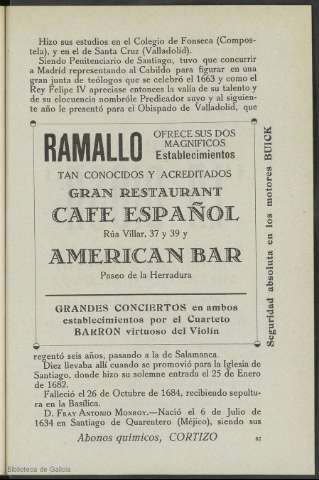 Hizo sus estudios en el Colegio de Fonseca (Compos-
tela), y en el de Santa Cruz (Valladolid).
Siendo Penitenciario de Santiago, tuvo que concurrir
a Madrid representando al Cabildo para figurar en una
gran junta de teólogos que se celebró el 1663 y como el
Rey Felipe IV apreciase entonces la valía de su talento y
de su elocuencia nombróle Predicador suyo y al siguien-
te año le presentó para el Obispado de Valladolid, que
RAMALLO
OFRECE SUS DOS
MAGNIFICOS
Establecimientos
TAN CONOCIDOS Y ACREDITADOS
GRAN RESTAURANT
CAFE ESPAÑOL
Rúa Villar, 37 y 39 y
AMERICAN BAR
Paseo de la Herradura
GRANDES CONCIERTOS en ambos
establecimientos por el Cuarteto
BARRON virtuoso del Violín
Seguridad absoluta en los motores BUICK
regentó seis años, pasando a la de Salamanca.
Diez llevaba allí cuando se promovió para la Iglesia de
Santiago, donde hizo su solemne entrada el 25 de Enero
de 1682.
Falleció el 26 de Octubre de 1684, recibiendo sepultu-
ra en la Basílica.
D. FRAY ANTONIO MONROY.—Nació el 6 de Julio de
1634 en Santiago de Quarentero (Méjico), siendo sus
Abonos químicos, CORTIZO
Biblioteca de Galicia